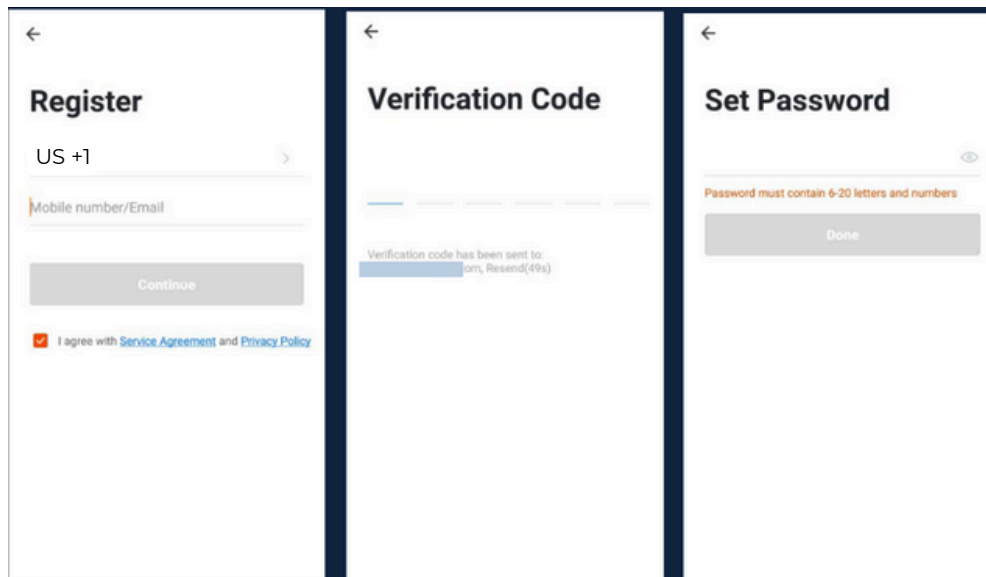 Register
US +1
Mobile number/Email
Continue
I agree with Service Agreement and Privacy Policy
Verification Code
Verification code has been sent to:
om, Resend(49s)
Set Password
Password must contain 6-20 letters and numbers
Done